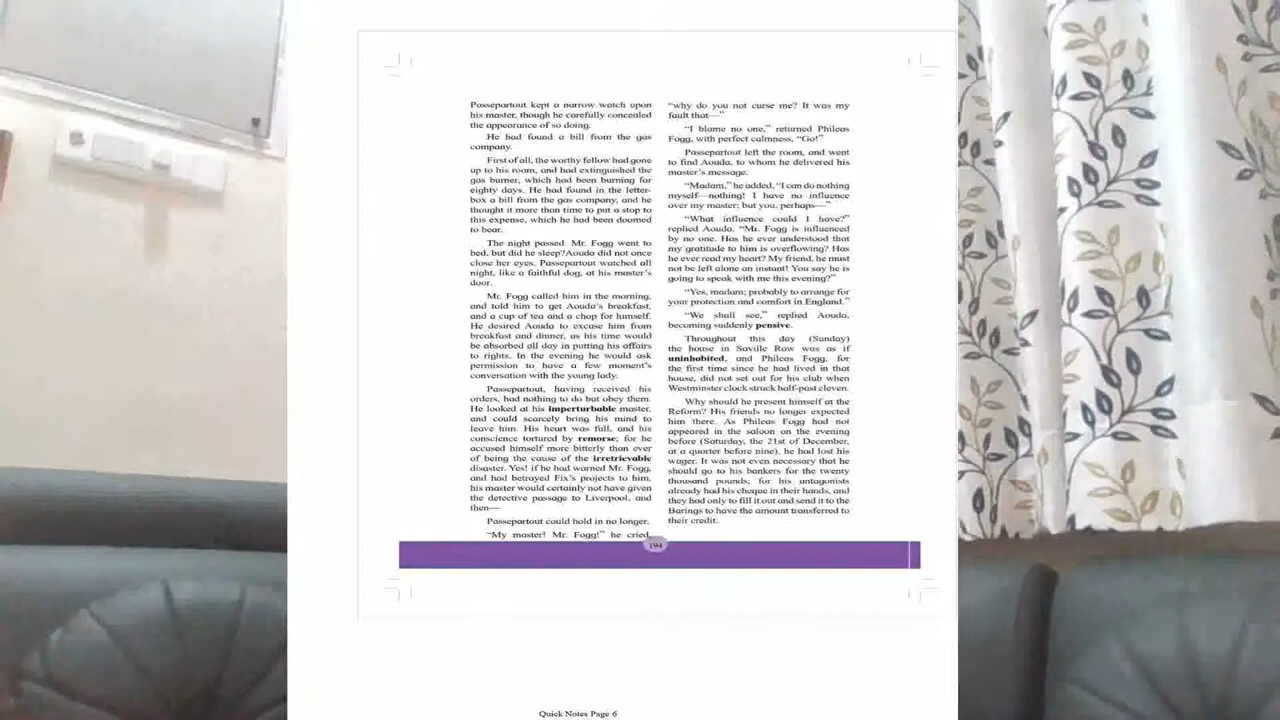 Passepartout kept a narrow watch upon
his master, though he carefully concealed
the appearance of so doing.
He had found a bill from the gas
company.
First of all, the worthy fellow had gone
up to his room, and had extinguished the
gas burner, which had been burning for
eighty days. He had found in the letter-
box a bill from the gas company, and he
thought it more than time to put a stop to
this expense, which he had been doomed
to bear.
The night passed. Mr. Fogg went to
bed, but did he sleep?Aouda did not once
close her eyes. Passepartout watched all
night, like a faithful dog, at his master's
door.
Mr. Fogg called him in the morning,
and told him to get Aouda's breakfast,
and a cup of tea and a chop for himself.
He desired Aouda to excuse him from
breakfast and dinner, as his time would
be absorbed all day in putting his affairs
to rights. In the evening he would ask
permission to have a few moment's
conversation with the young lady.
Passepartout, having received his
orders, had nothing to do but obey them.
He looked at his imperturbable master,
and could scarcely bring his mind to
leave him. His heart was full, and his
conscience tortured by remorse; for he
accused himself more bitterly than ever
of being the cause of the irretrievable
disaster. Yes! if he had warned Mr. Fogg,
and had betrayed Fix's projects to him,
his master would certainly not have given
the detective passage to Liverpool, and
then—
Passepartout could hold in no longer.
"My master! Mr. Fogg!" he cried,
"why do you not curse me? It was my
fault that—"
"I blame no one," returned Phileas
Fogg, with perfect calmness. "Go!"
Passepartout left the room, and went
to find Aouda, to whom he delivered his
master's message.
"Madam," he added, "I can do nothing
myself—nothing! I have no influence
over my master; but you, perhaps—"
"What influence could I have?"
replied Aouda. "Mr. Fogg is influenced
by no one. Has he ever understood that
my gratitude to him is overflowing? Has
he ever read my heart? My friend, he must
not be left alone an instant! You say he is
going to speak with me this evening?"
"Yes, madam; probably to arrange for
your protection and comfort in England."
"We shall see," replied Aouda,
becoming suddenly pensive.
Throughout this day (Sunday)
the house in Saville Row was as if
uninhabited, and Phileas Fogg, for
the first time since he had lived in that
house, did not set out for his club when
Westminster clock struck half-past eleven.
Why should he present himself at the
Reform? His friends no longer expected
him there. As Phileas Fogg had not
appeared in the saloon on the evening
before (Saturday, the 21st of December,
at a quarter before nine), he had lost his
wager. It was not even necessary that he
should go to his bankers for the twenty
thousand pounds; for his antagonists
already had his cheque in their hands, and
they had only to fill it out and send it to the
Barings to have the amount transferred to
their credit.
194
Quick Notes Page 6